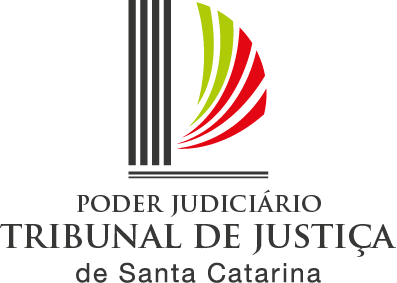 PODER JUDICIÁRIO
TRIBUNAL DE JUSTIÇA
de Santa Catarina